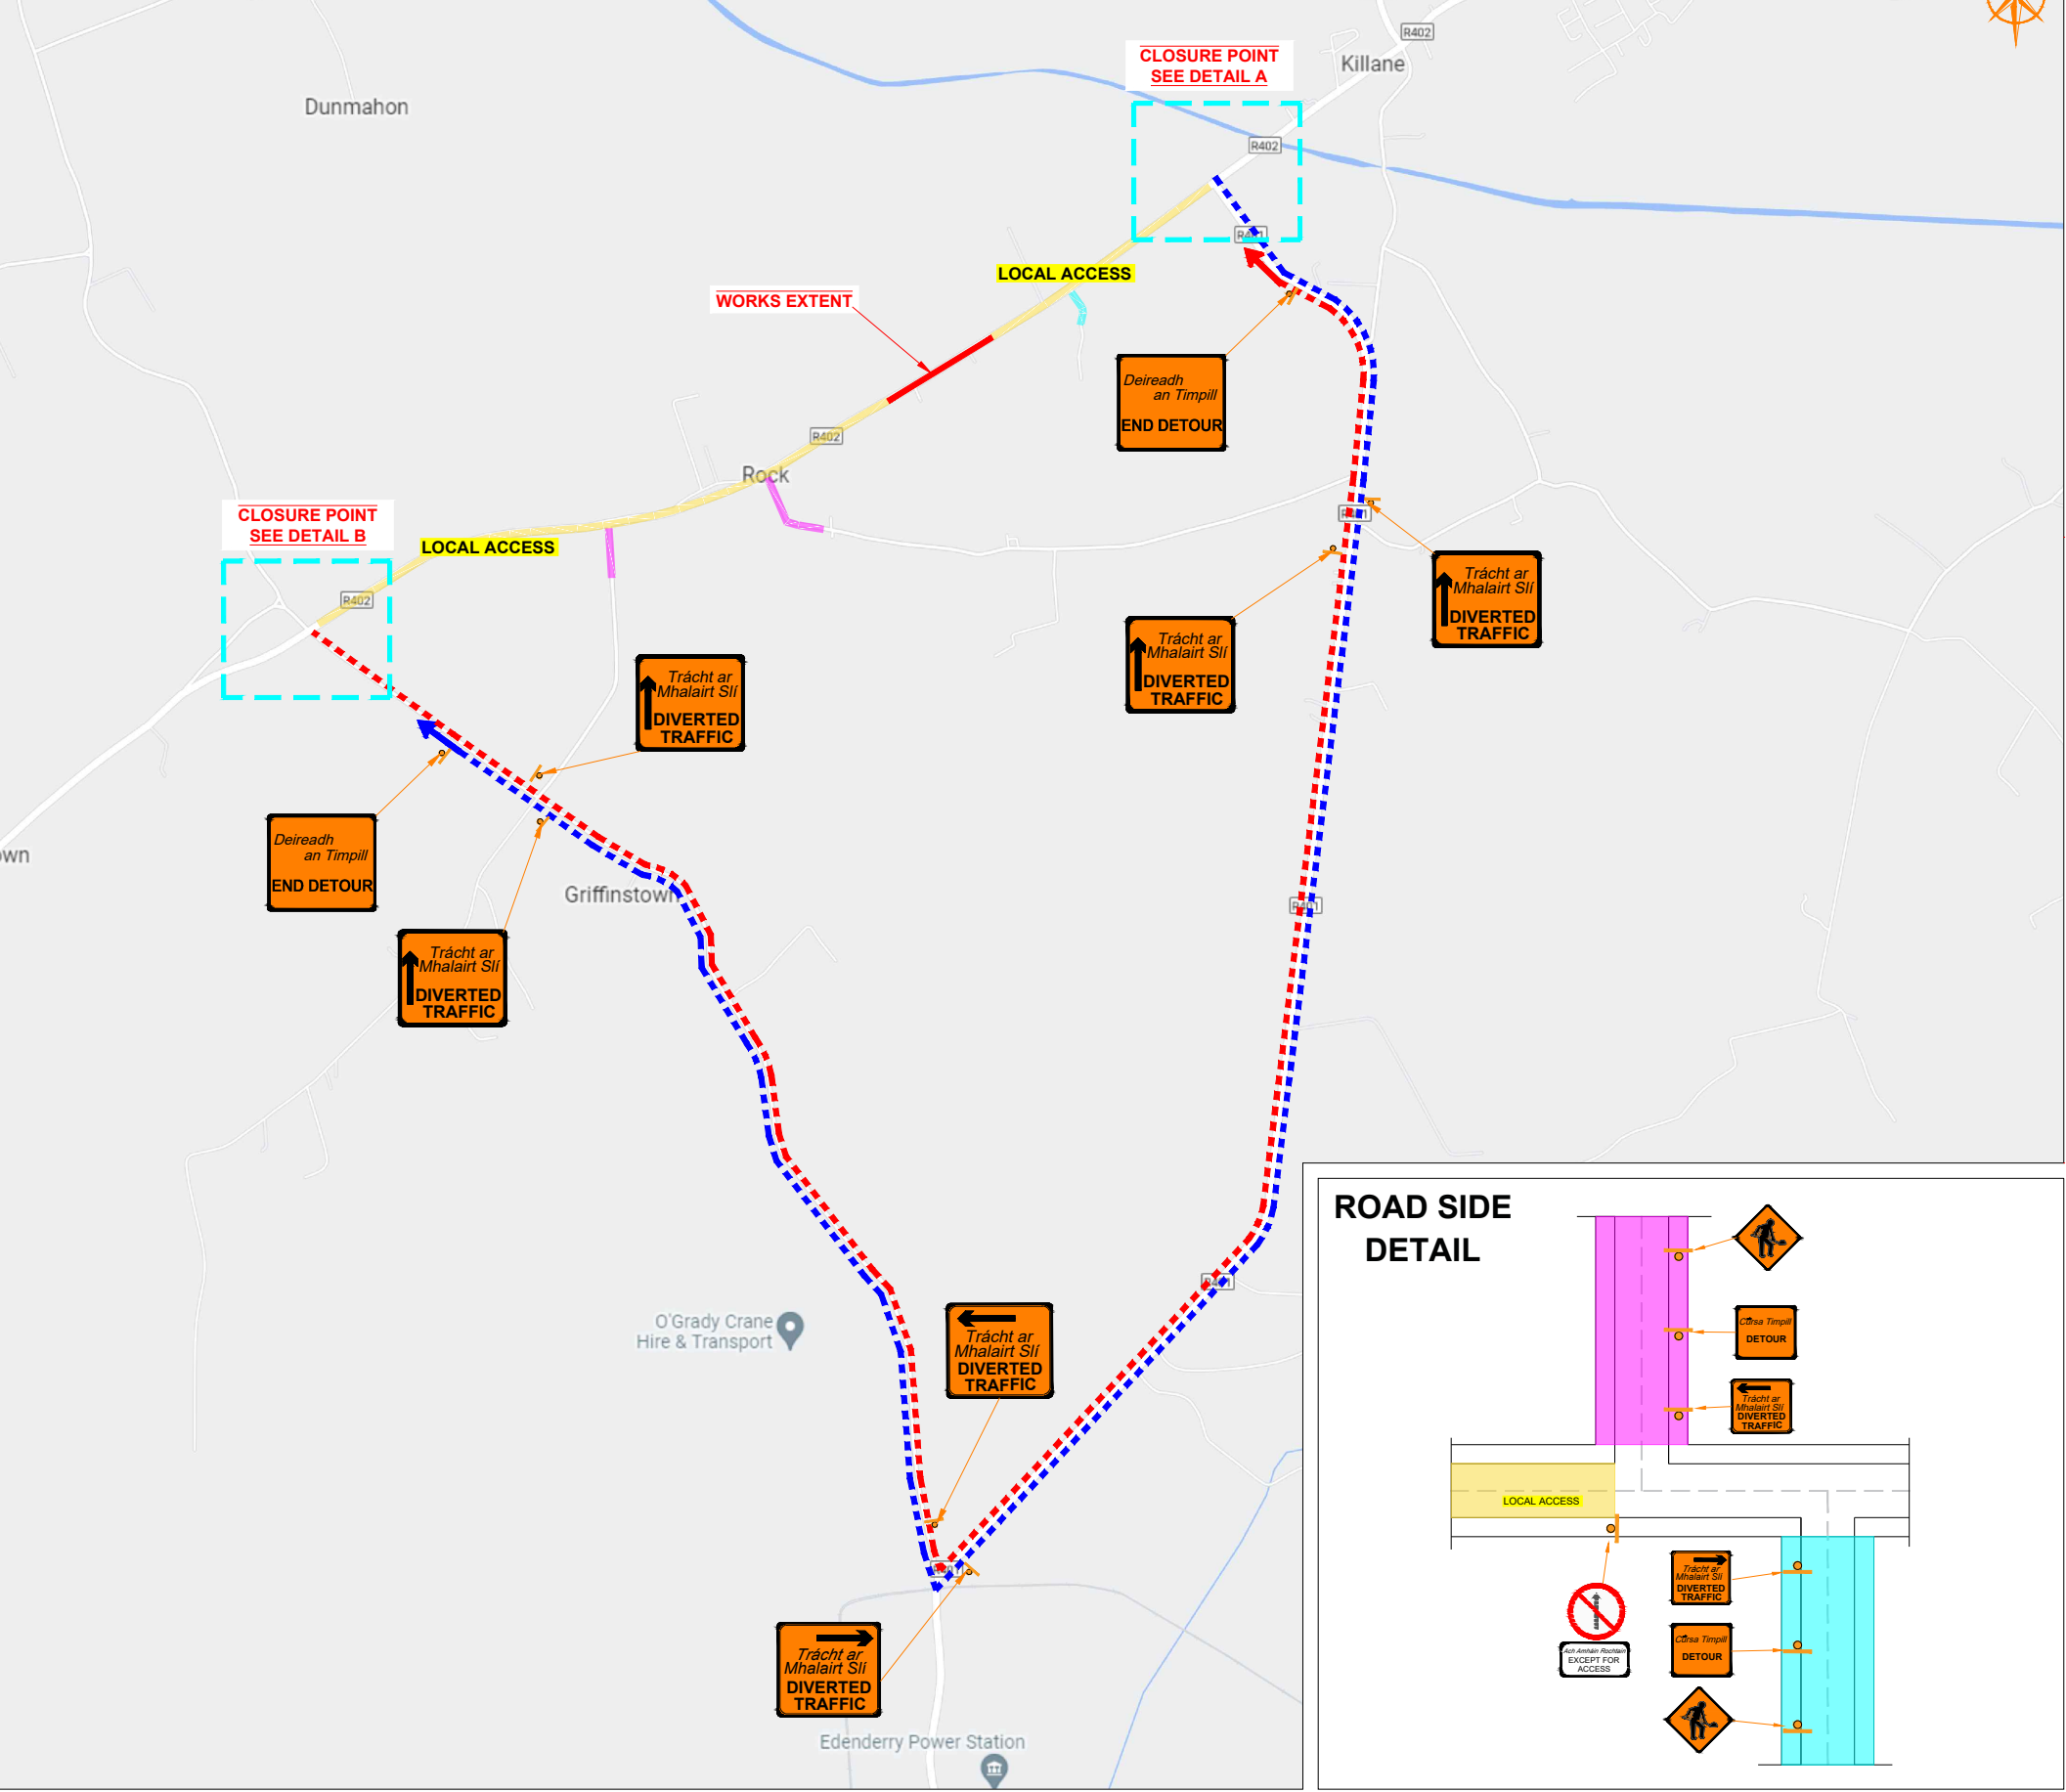 R402
Killane
CLOSURE POINT
SEE DETAIL A
Dunmahon
R402
LOCAL ACCESS
WORKS EXTENT
Deireadh
an Timpill
END DETOUR
R402
Rock
CLOSURE POINT
SEE DETAIL B
LOCAL ACCESS
R402
Trácht ar
Mhalairt Slí
DIVERTED
TRAFFIC
Trácht ar
Mhalairt Slí
DIVERTED
TRAFFIC
Trácht ar
Mhalairt Slí
DIVERTED
TRAFFIC
Deireadh
an Timpill
END DETOUR
own
Griffinstown
Trácht ar
Mhalairt Slí
DIVERTED
TRAFFIC
O'Grady Crane
Hire & Transport
Trácht ar
Mhalairt Slí
DIVERTED
TRAFFIC
Trácht ar
Mhalairt Slí
DIVERTED
TRAFFIC
Edenderry Power Station
ROAD SIDE
DETAIL
Cúrsa Timpill
DETOUR
Trácht ar
Mhalairt Slí
DIVERTED
TRAFFIC
LOCAL ACCESS
Trácht ar
Mhalairt Slí
DIVERTED
TRAFFIC
Cúrsa Timpill
DETOUR
Ach Amháin Rochtain
EXCEPT FOR
ACCESS